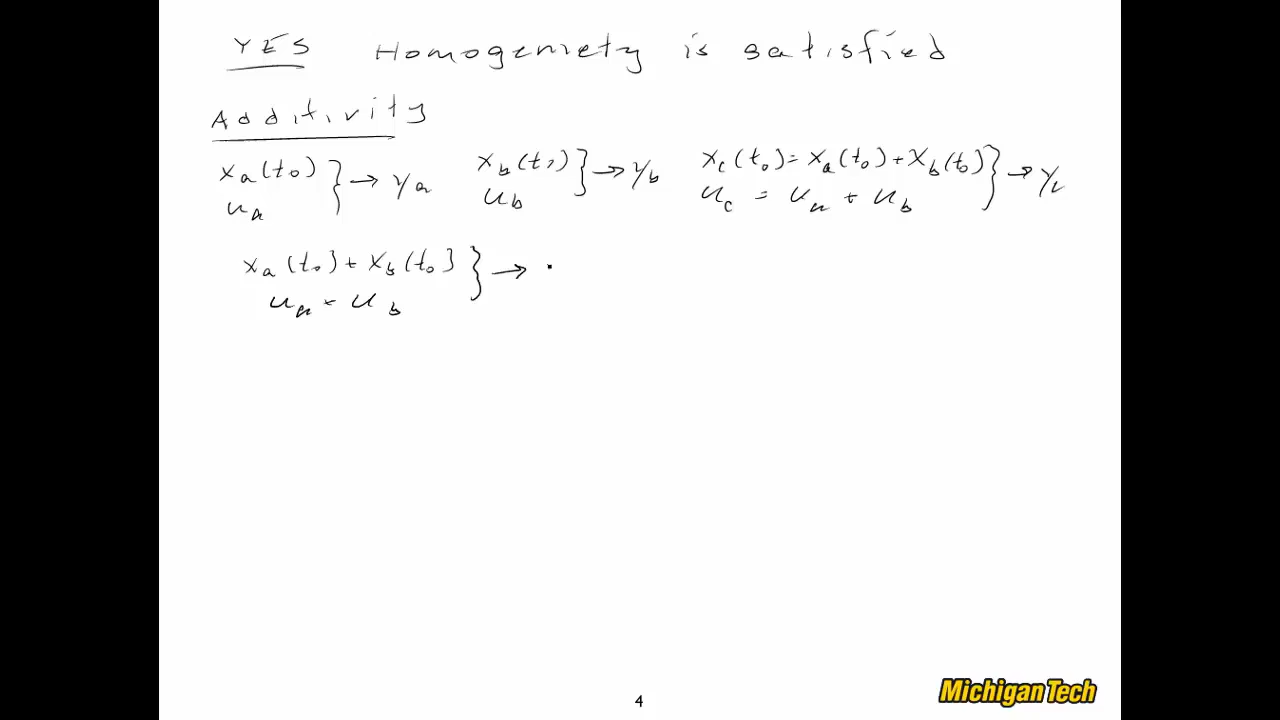 YES Homogeniety is satisfied
Additivity
xa(t0) } → ya xb(t0) } → yb xc(t0) = xa(t0) + xb(t0) } → yc
ua ub uc = ua + ub
xa(t0) + xb(t0) } →
ua + ub
4
Michigan Tech